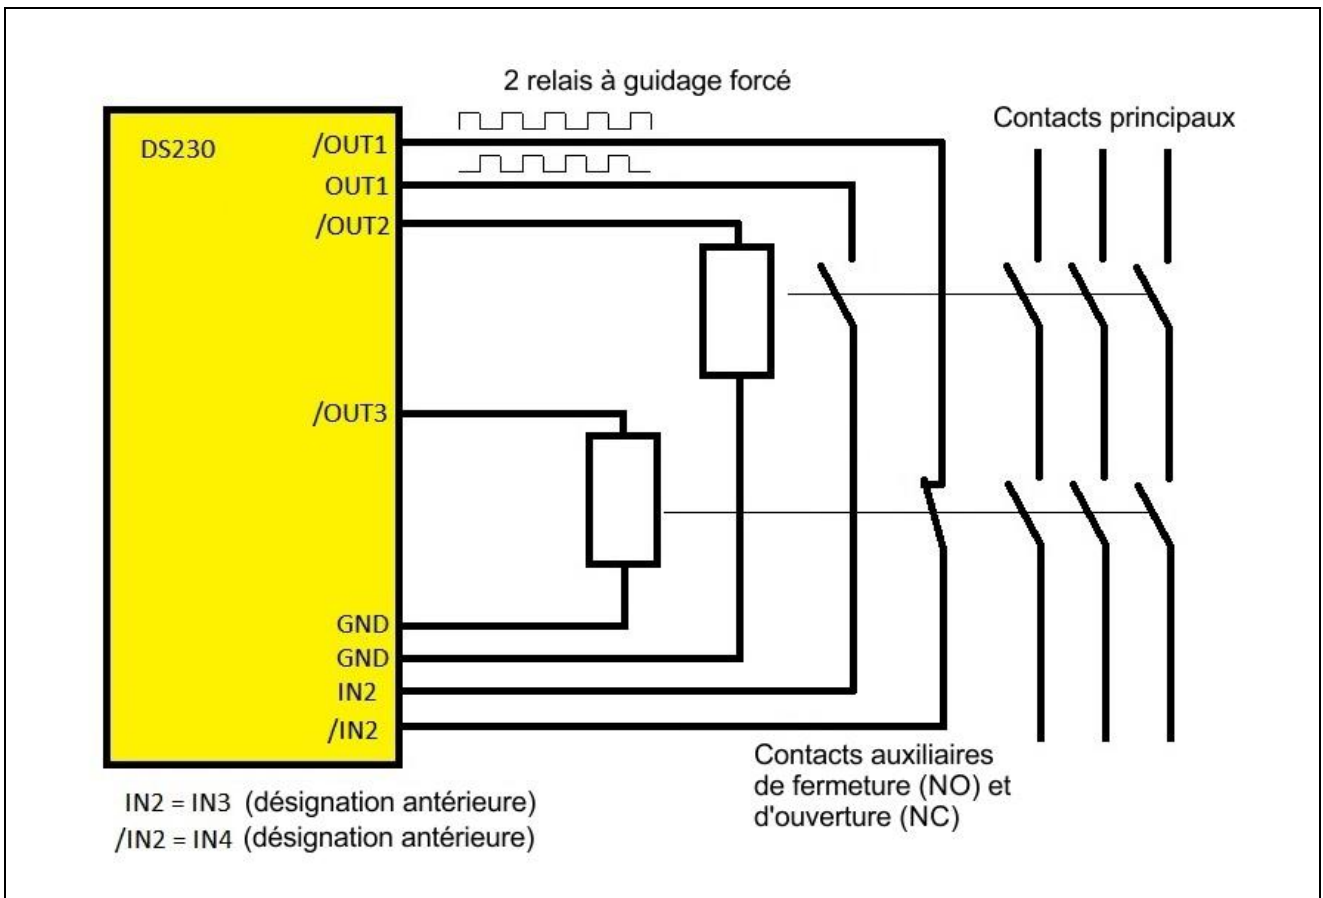 2 relais à guidage forcé
Contacts principaux
DS230
/OUT1
OUT1
/OUT2
/OUT3
GND
GND
IN2
/IN2
Contacts auxiliaires
de fermeture (NO) et
d'ouverture (NC)
IN2 = IN3 (désignation antérieure)
/IN2 = IN4 (désignation antérieure)